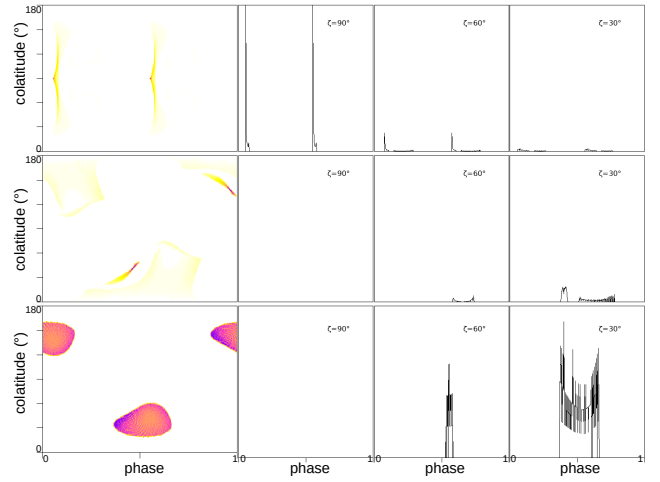 180
colatitude (°)
0
ζ=90°
ζ=60°
ζ=30°
180
colatitude (°)
0
ζ=90°
ζ=60°
ζ=30°
180
colatitude (°)
0
ζ=90°
ζ=60°
ζ=30°
0 1.0 1.0 1.0 1.
phase phase phase phase